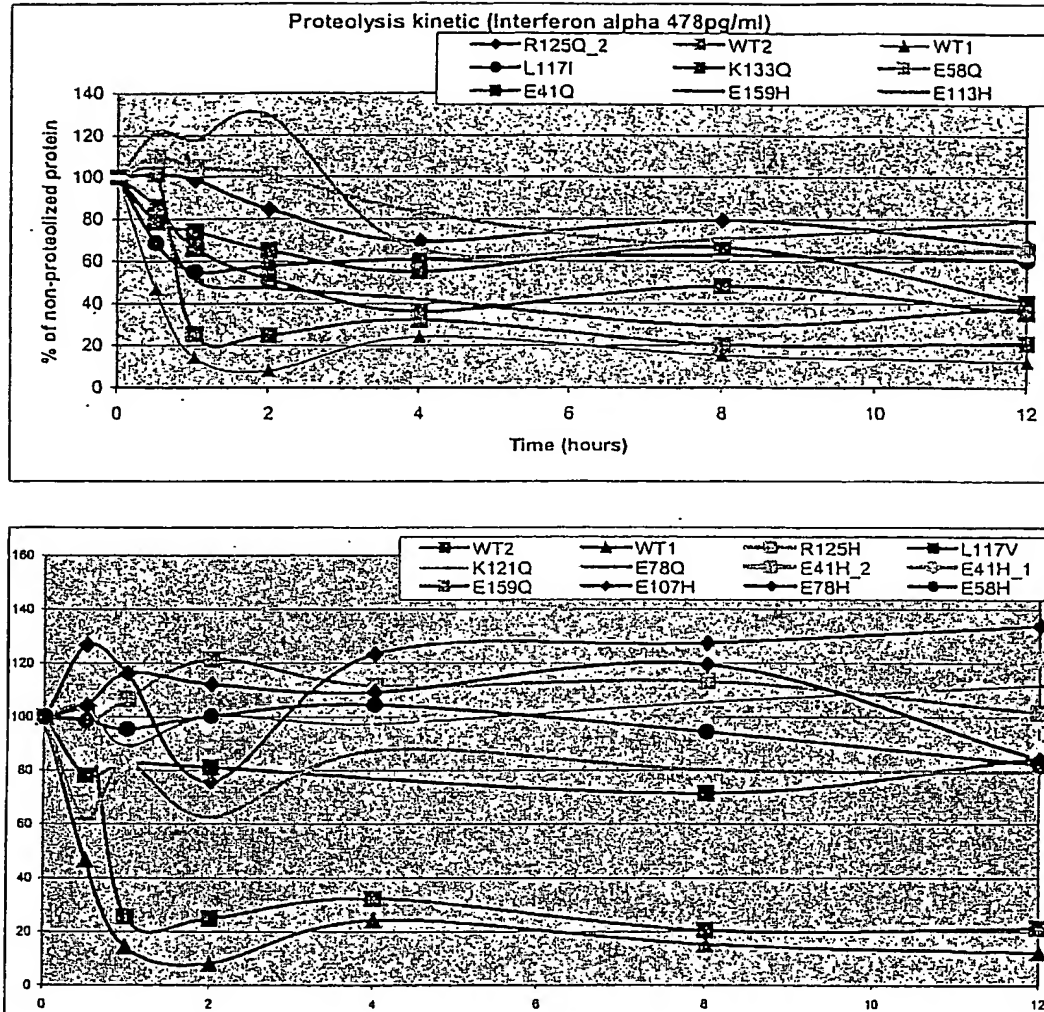 Proteolysis kinetic (Interferon alpha 478pg/ml)
R125Q_2 WT2 WT1
L117I K133Q E58Q
E41Q E159H E113H
% of non-proteolized protein
140
120
100
80
60
40
20
0
0 2 4 6 8 10 12
Time (hours)
WT2 WT1 R125H L117V
K121Q E78Q E41H_2 E41H_1
E159Q E107H E78H E58H
160
140
120
100
80
60
40
20
0
0 2 4 6 8 10 12